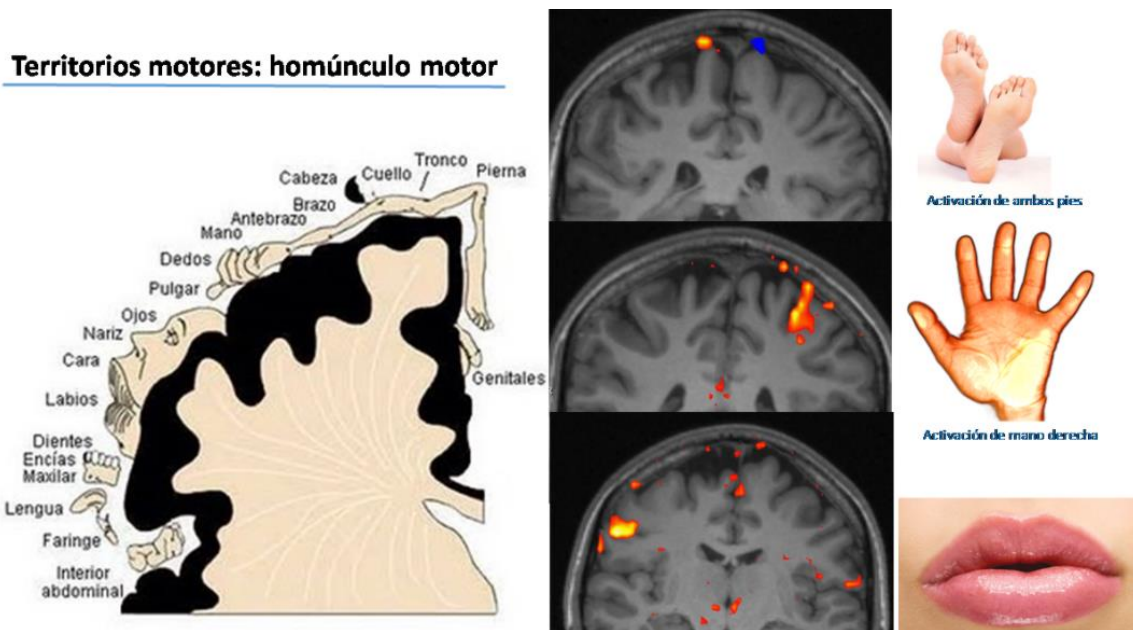 Territorios motores: homúnculo motor
Tronco
Cabeza
Cuello
Pierna
Brazo
Antebrazo
Mano
Dedos
Pulgar
Ojos
Nariz
Cara
Genitales
Labios
Dientes
Encías
Maxilar
Lengua
Faringe
Interior
abdominal
Activación de ambos pies
Activación de mano derecha